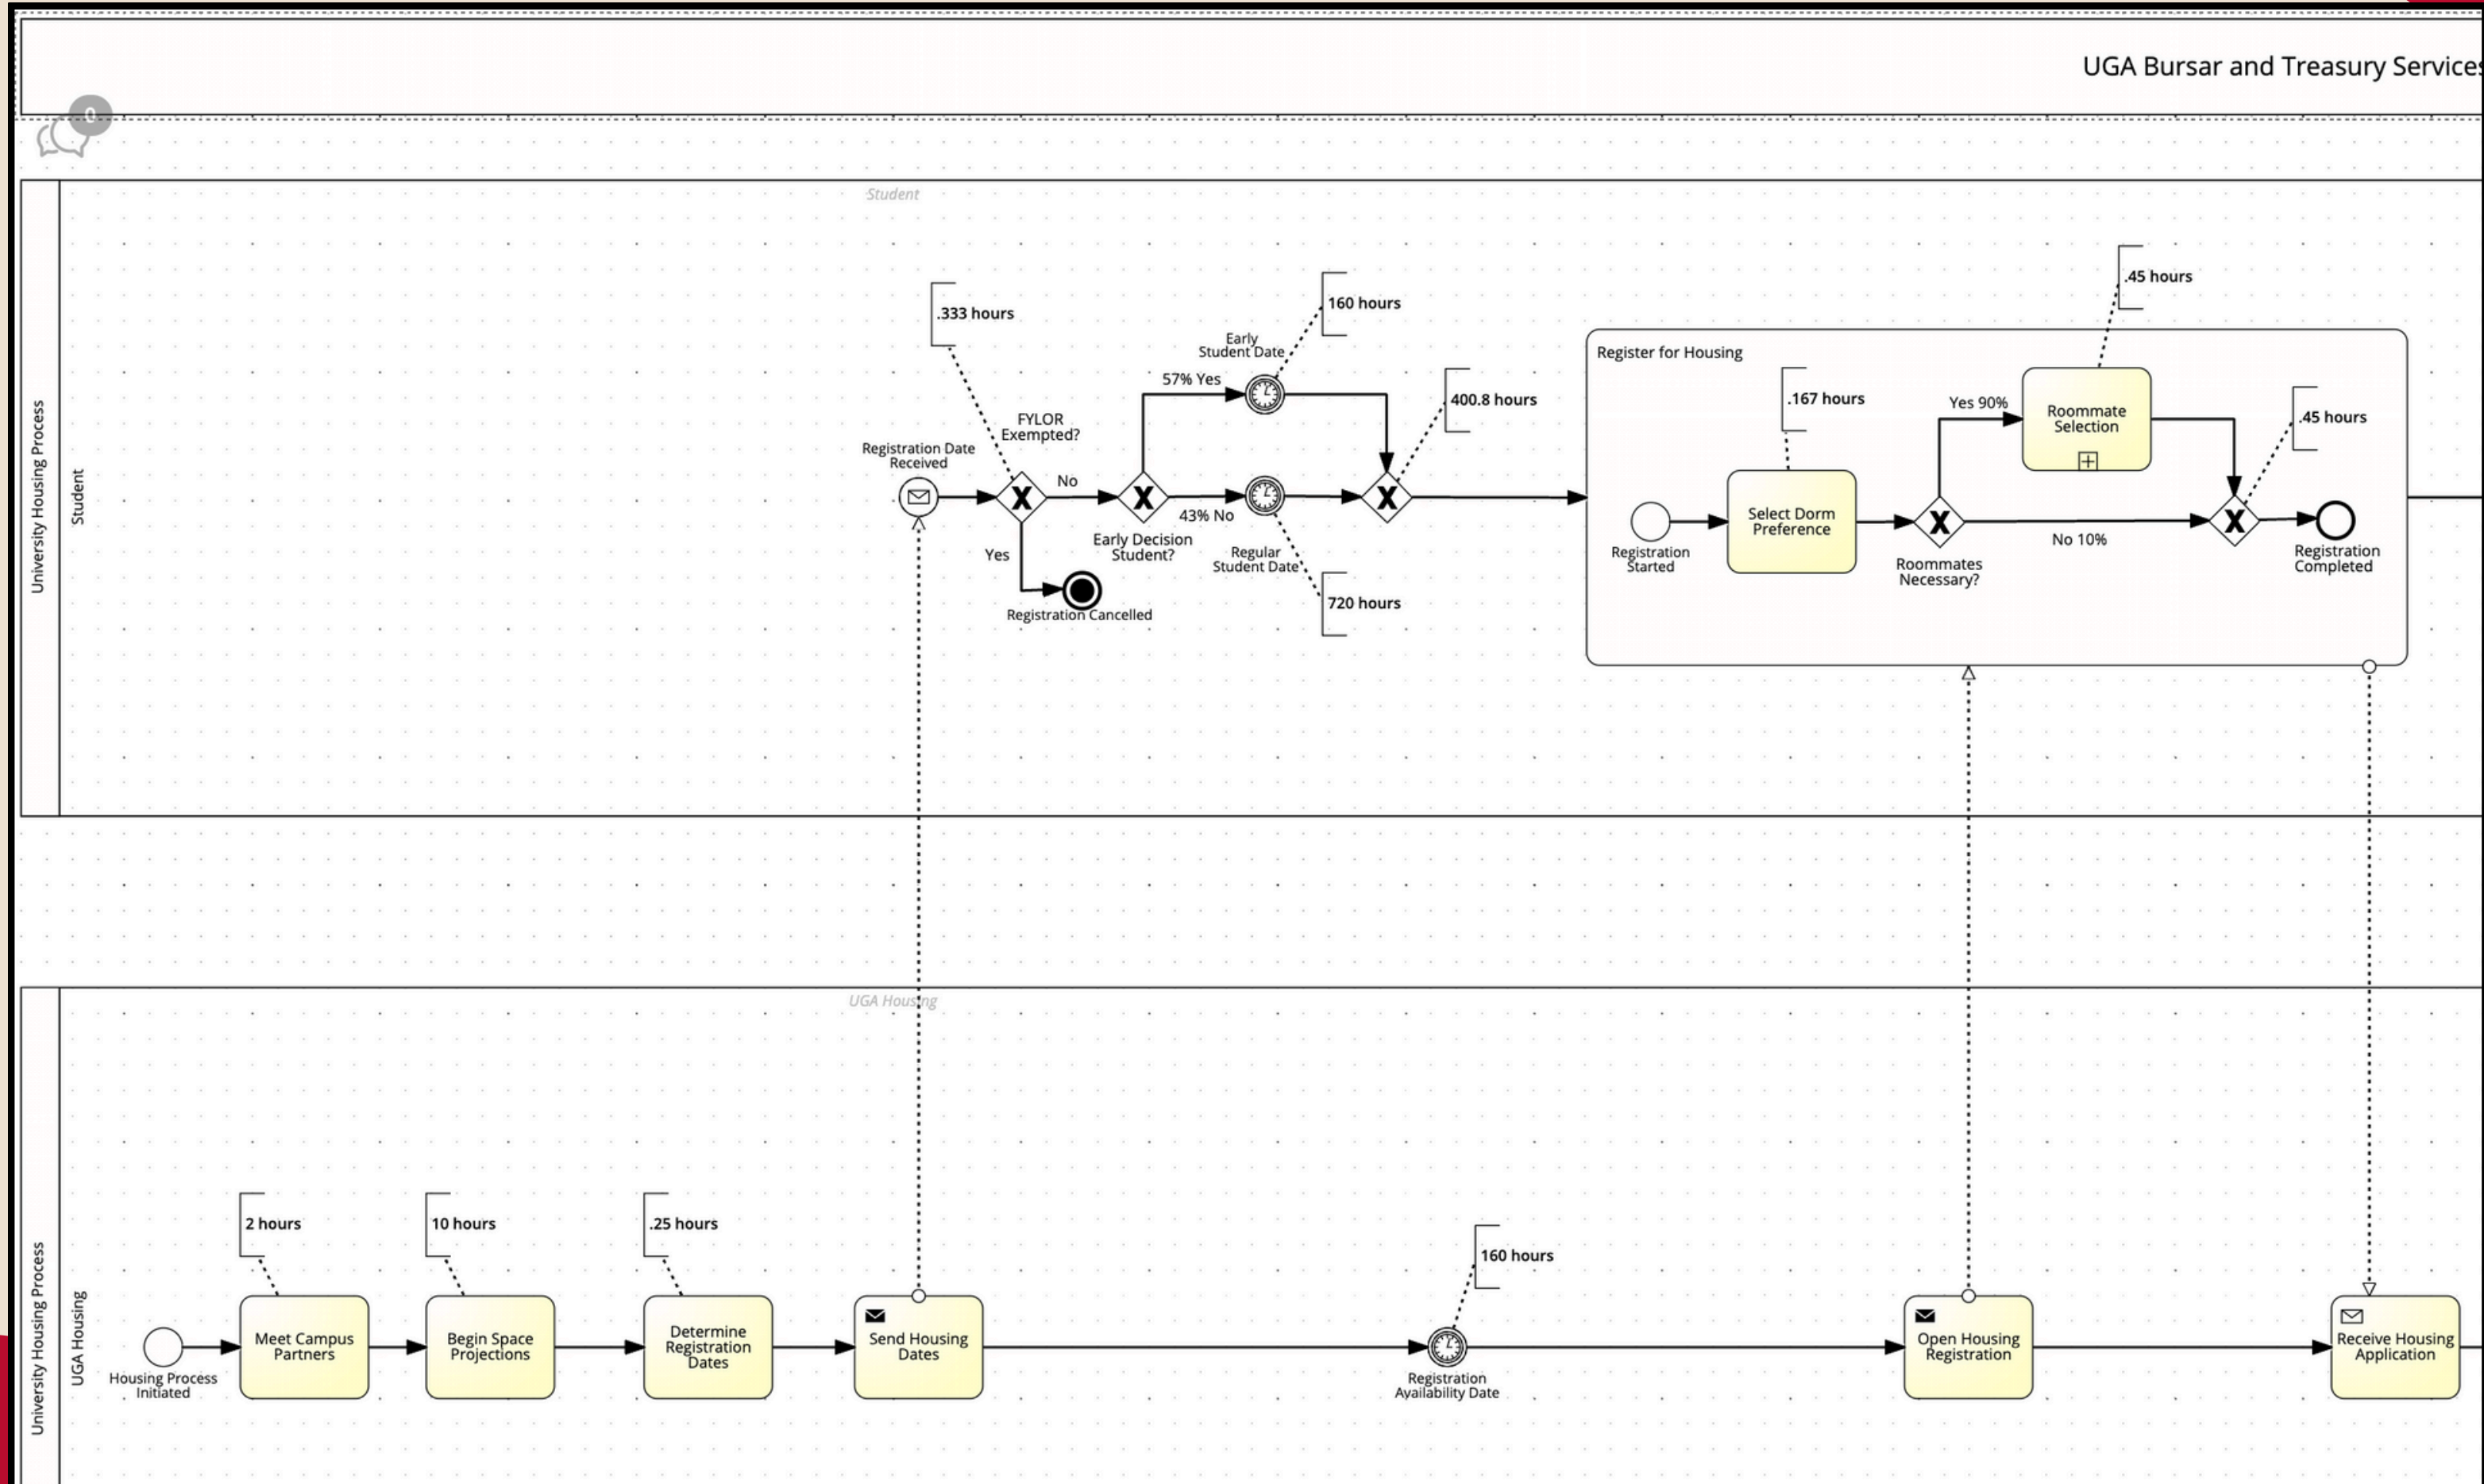 UGA Bursar and Treasury Services
0
University Housing Process
Student
Student
.333 hours
160 hours
.45 hours
Early
Student Date
Register for Housing
57% Yes
400.8 hours
.167 hours
Yes 90%
Roommate
Selection
.45 hours
FYLOR
Exempted?
Registration Date
Received
No
43% No
Early Decision
Student?
Regular
Student Date
Yes
Registration Cancelled
720 hours
Select Dorm
Preference
Registration
Started
Roommates
Necessary?
No 10%
Registration
Completed
University Housing Process
UGA Housing
UGA Housing
2 hours
10 hours
.25 hours
160 hours
Housing Process
Initiated
Meet Campus
Partners
Begin Space
Projections
Determine
Registration
Dates
Send Housing
Dates
Registration
Availability Date
Open Housing
Registration
Receive Housing
Application